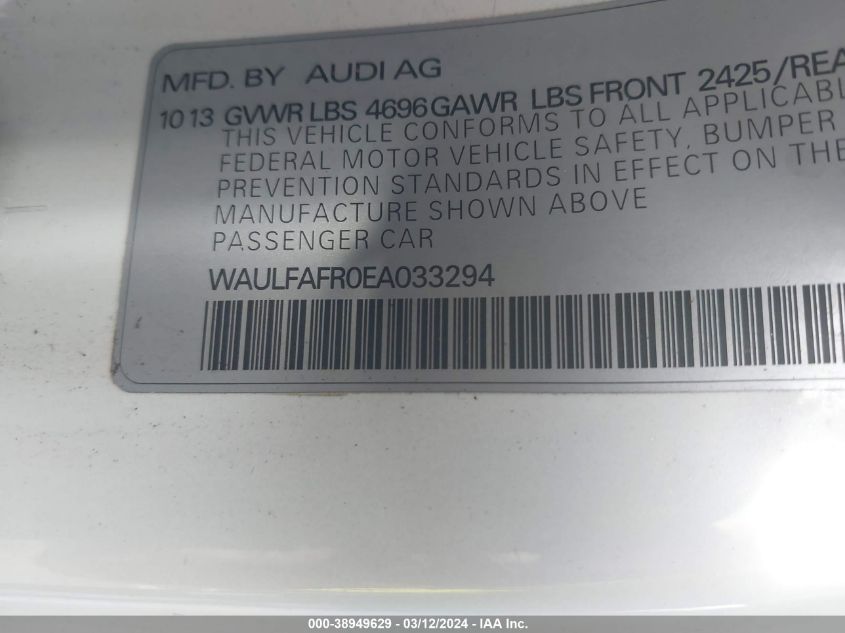 MFD. BY AUDI AG
10 13 GVWR LBS 4696 GAWR LBS FRONT 2425/REA
THIS VEHICLE CONFORMS TO ALL APPLICABL
FEDERAL MOTOR VEHICLE SAFETY, BUMPER
PREVENTION STANDARDS IN EFFECT ON THE
MANUFACTURE SHOWN ABOVE
PASSENGER CAR
WAULFAFR0EA033294
000-38949629 - 03/12/2024 - IAA Inc.